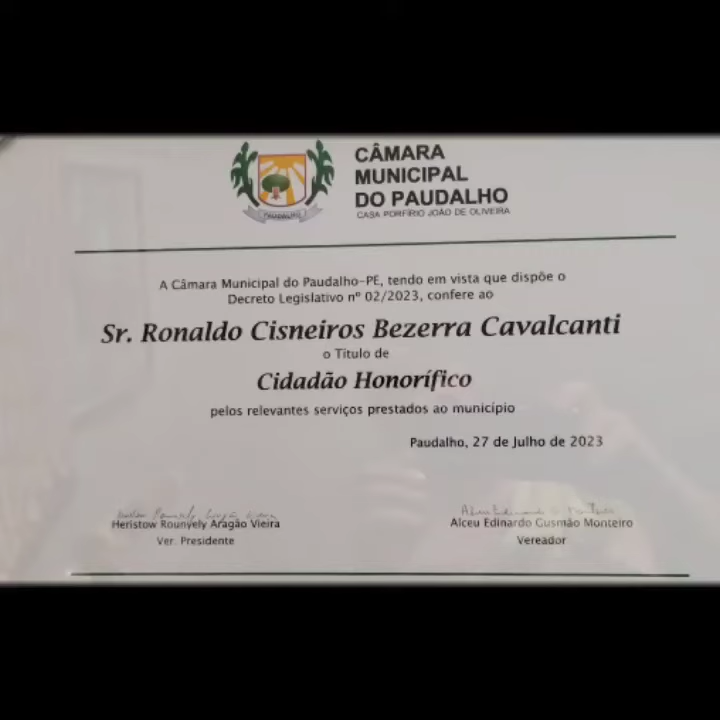 CÂMARA
MUNICIPAL
DO PAUDALHO
CASA PORFÍRIO JOÃO DE OLIVEIRA
PAUDALHO
A Câmara Municipal do Paudalho-PE, tendo em vista que dispõe o
Decreto Legislativo nº 02/2023, confere ao
Sr. Ronaldo Cisneiros Bezerra Cavalcanti
o Título de
Cidadão Honorífico
pelos relevantes serviços prestados ao município
Paudalho, 27 de Julho de 2023
Heristow Rounyely Aragão Vieira
Ver. Presidente
Alceu Edinardo Gusmão Monteiro
Vereador